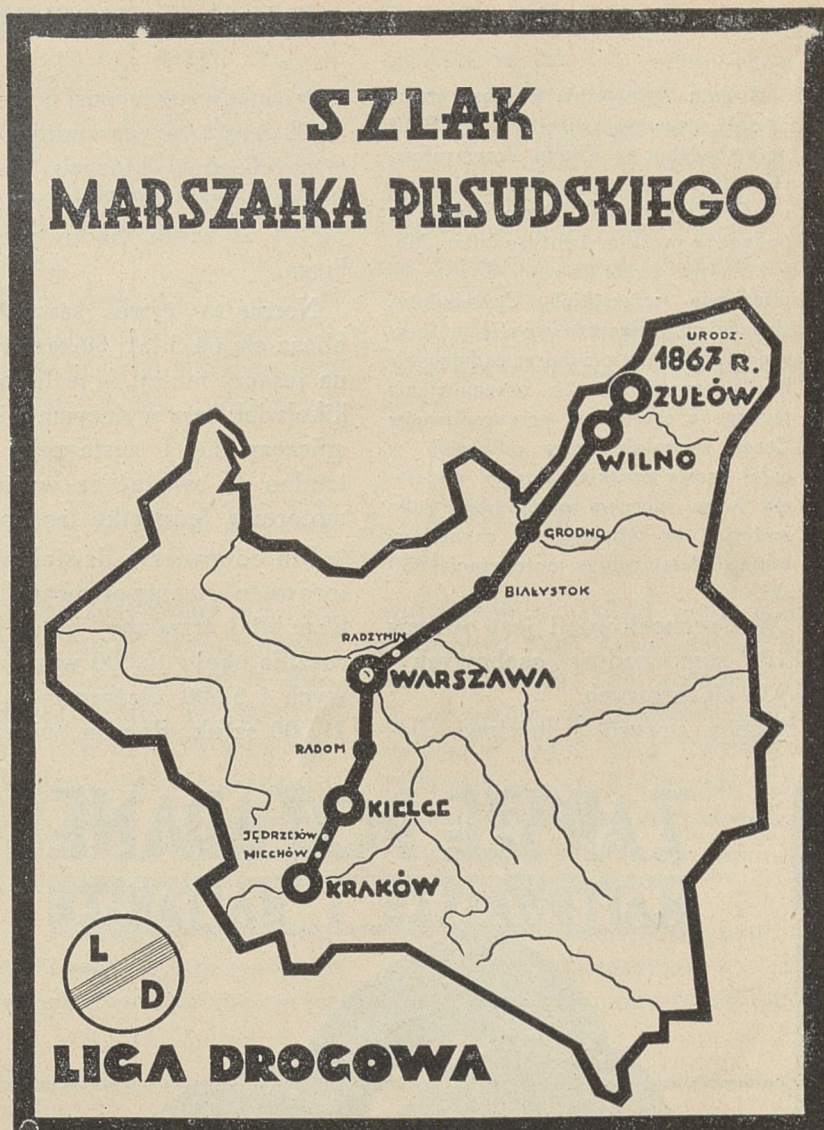 SZLAK
MARSZAŁKA PIŁSUDSKIEGO
URODZ.
1867 R.
ZUŁÓW
WILNO
GRODNO
BIAŁYSTOK
RADZYMIN
WARSZAWA
RADOM
KIELCE
JĘDRZEJÓW
MIECHÓW
KRAKÓW
L
D
LIGA DROGOWA